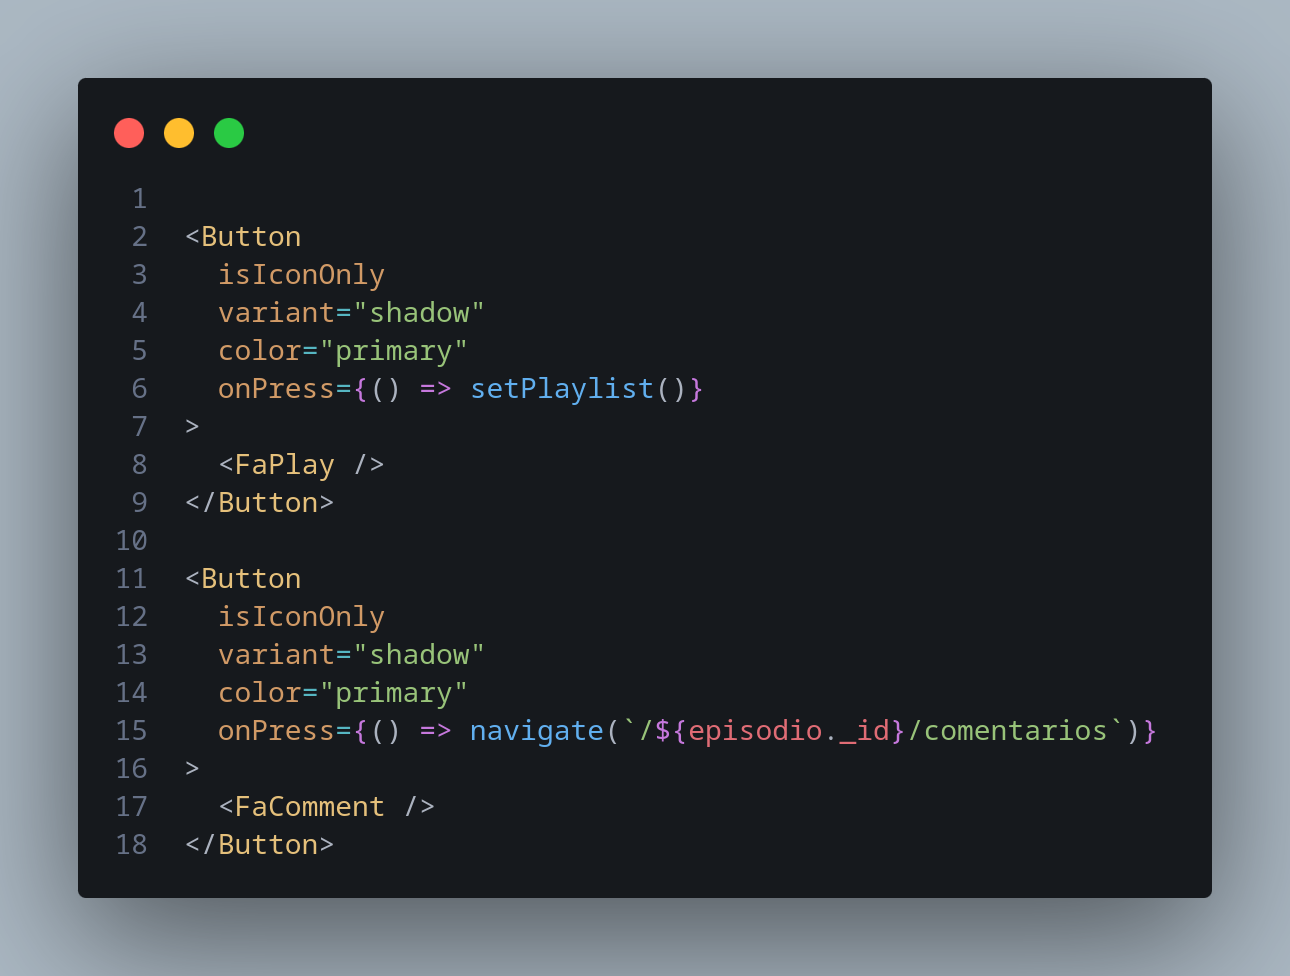 1
2 <Button
3   isIconOnly
4   variant="shadow"
5   color="primary"
6   onPress={() => setPlaylist()}
7 >
8   <FaPlay />
9 </Button>
10
11 <Button
12   isIconOnly
13   variant="shadow"
14   color="primary"
15   onPress={() => navigate(`/${episodio._id}/comentarios`)}
16 >
17   <FaComment />
18 </Button>